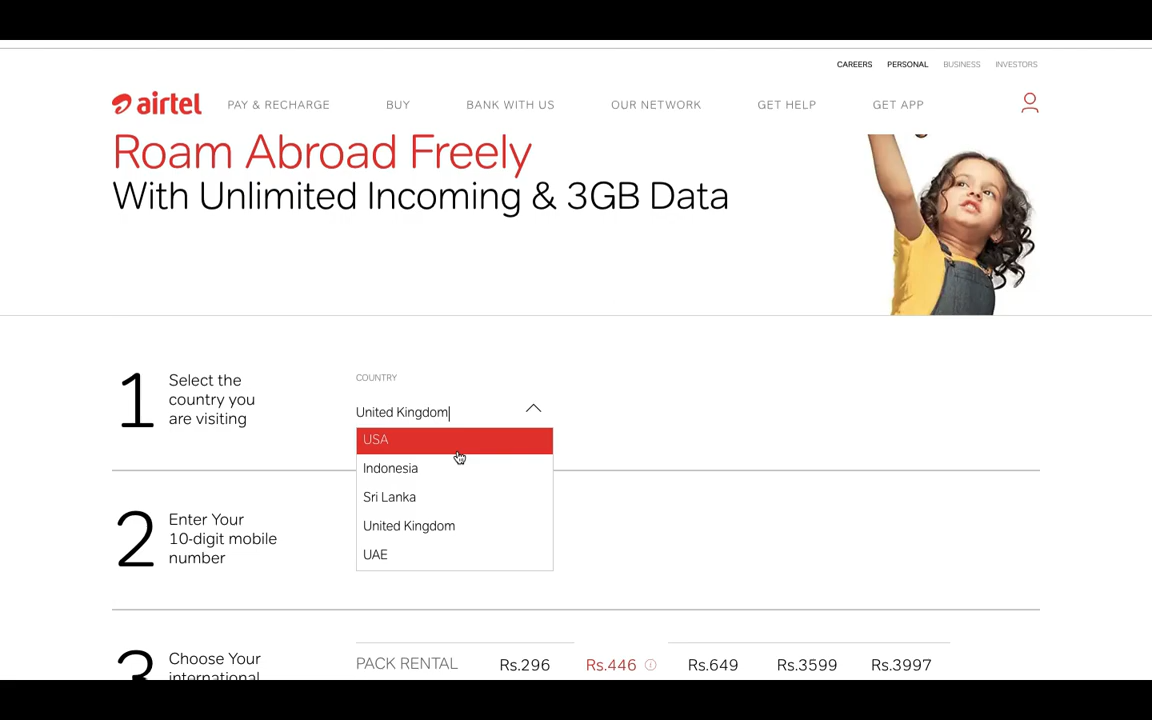 CAREERS PERSONAL BUSINESS INVESTORS
airtel PAY & RECHARGE BUY BANK WITH US OUR NETWORK GET HELP GET APP
Roam Abroad Freely
With Unlimited Incoming & 3GB Data
1 Select the
country you
are visiting
COUNTRY
United Kingdom
USA
Indonesia
Sri Lanka
United Kingdom
UAE
2 Enter Your
10-digit mobile
number
3 Choose Your
international
PACK RENTAL Rs.296 Rs.446 Rs.649 Rs.3599 Rs.3997